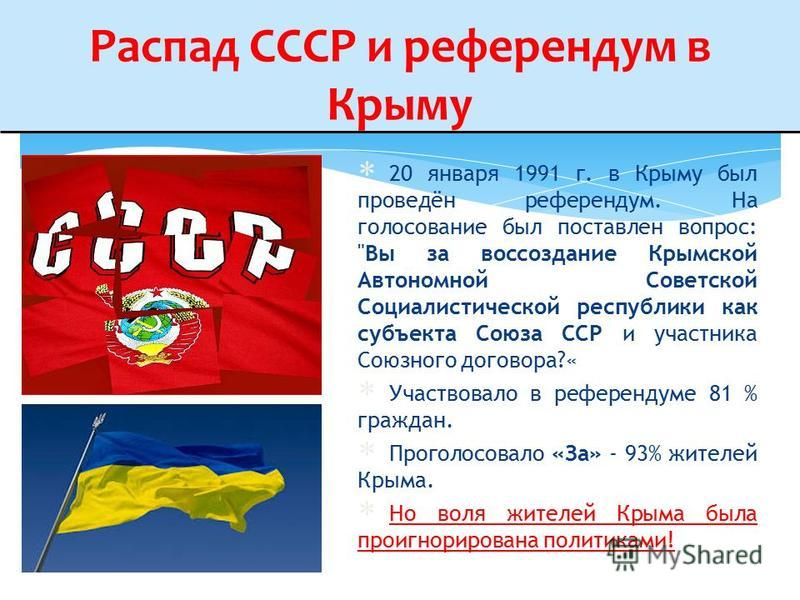 Распад СССР и референдум в
Крыму
СССР
* 20 января 1991 г. в Крыму был
проведён референдум. На
голосование был поставлен вопрос:
"Вы за воссоздание Крымской
Автономной Советской
Социалистической республики как
субъекта Союза ССР и участника
Союзного договора?«
* Участвовало в референдуме 81 %
граждан.
* Проголосовало «За» - 93% жителей
Крыма.
* Но воля жителей Крыма была
проигнорирована политиками!
MyShared